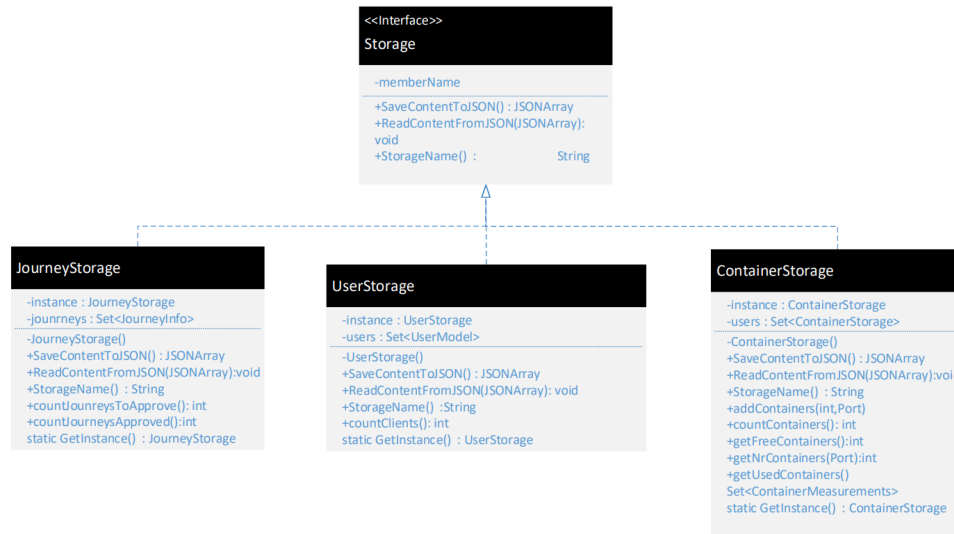 <<Interface>>
Storage
-memberName
+SaveContentToJSON() : JSONArray
+ReadContentFromJSON(JSONArray):
void
+StorageName() : String
JourneyStorage
-instance : JourneyStorage
-jounrneys : Set<JourneyInfo>
-JourneyStorage()
+SaveContentToJSON() : JSONArray
+ReadContentFromJSON(JSONArray):void
+StorageName() : String
+countJounreysToApprove(): int
+countJourneysApproved():int
static GetInstance() : JourneyStorage
UserStorage
-instance : UserStorage
-users : Set<UserModel>
-UserStorage()
+SaveContentToJSON() : JSONArray
+ReadContentFromJSON(JSONArray): void
+StorageName() :String
+countClients(): int
static GetInstance() : UserStorage
ContainerStorage
-instance : ContainerStorage
-users : Set<ContainerStorage>
-ContainerStorage()
+SaveContentToJSON() : JSONArray
+ReadContentFromJSON(JSONArray):voi
+StorageName() : String
+addContainers(int,Port)
+countContainers(): int
+getFreeContainers():int
+getNrContainers(Port):int
+getUsedContainers()
Set<ContainerMeasurements>
static GetInstance() : ContainerStorage